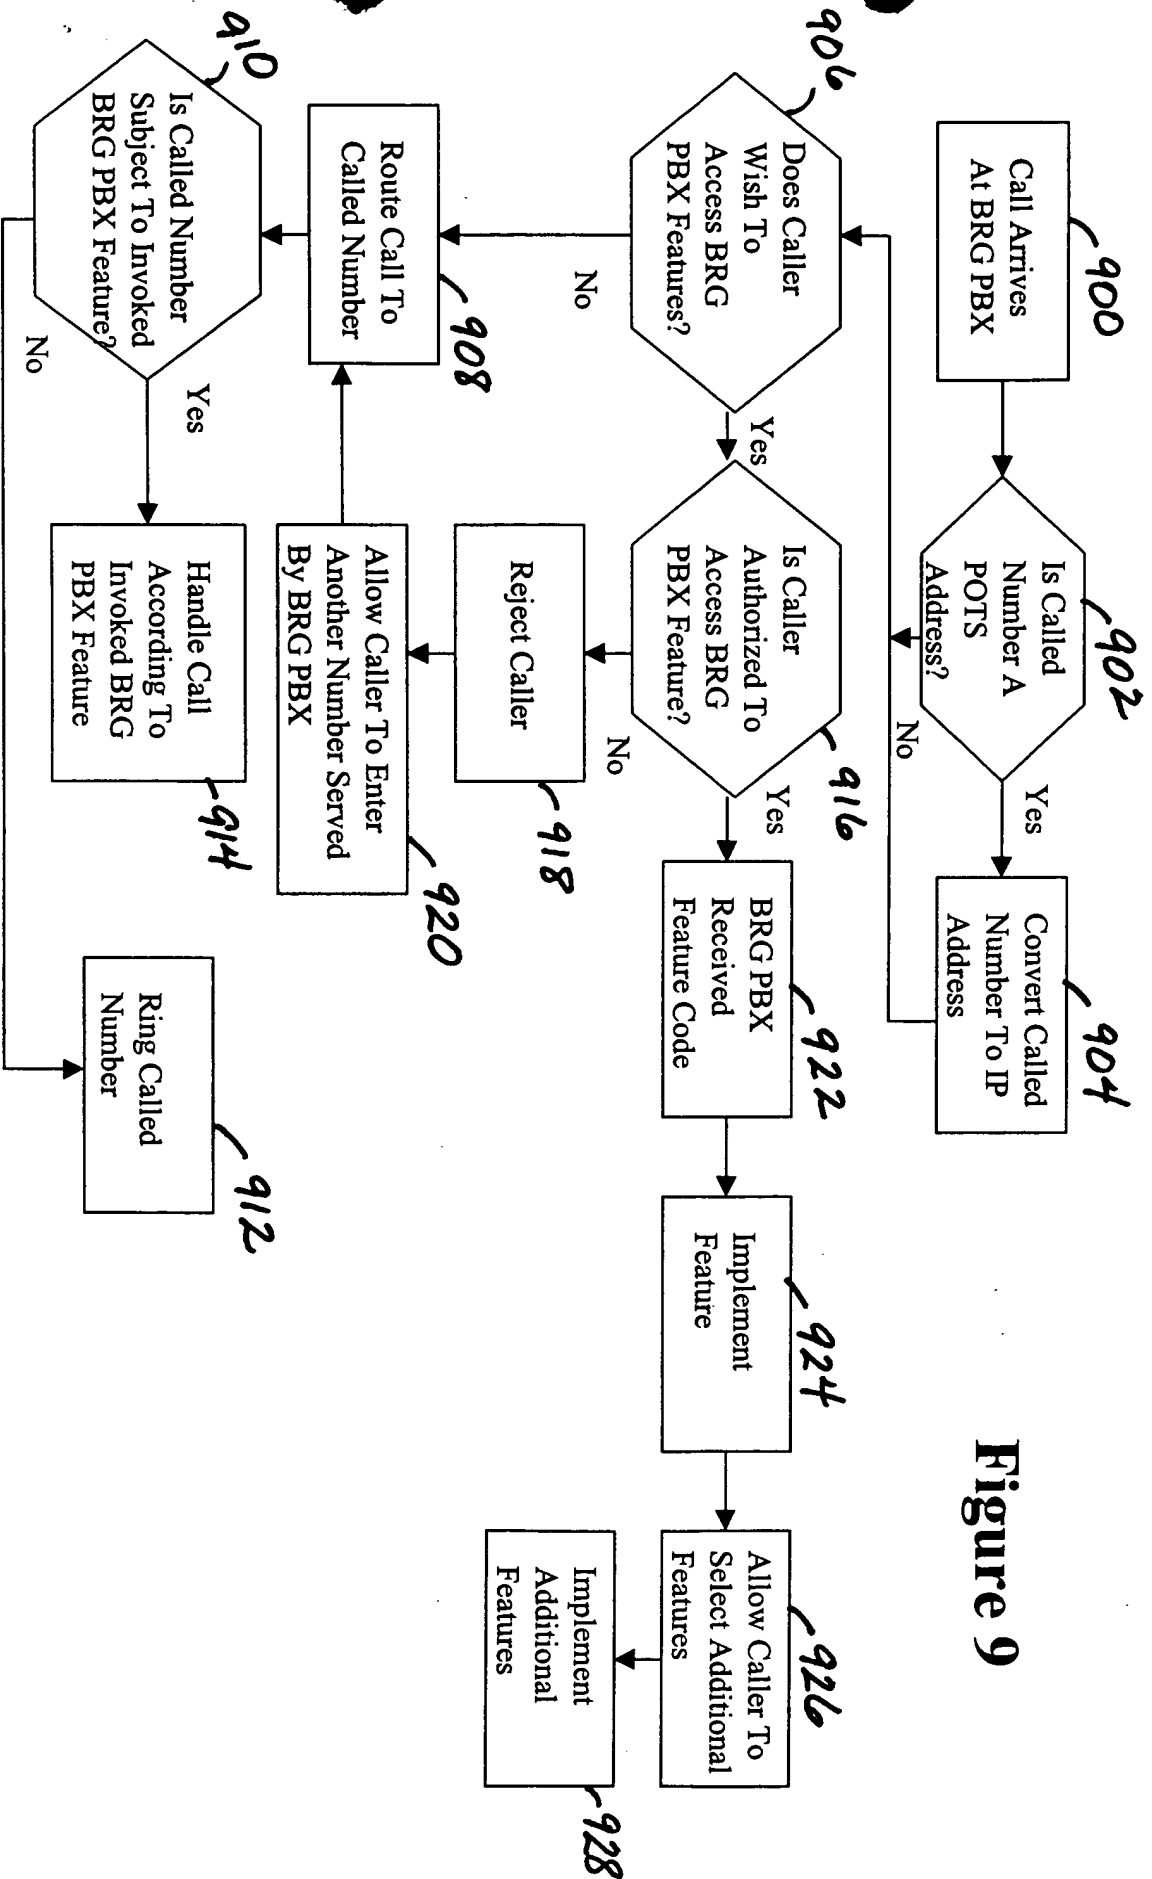 Figure 9
900
Call Arrives
At BRG PBX
902
Is Called
Number A
POTS
Address?
Yes
No
904
Convert Called
Number To IP
Address
906
Does Caller
Wish To
Access BRG
PBX Features?
Yes
No
916
Is Caller
Authorized To
Access BRG
PBX Feature?
Yes
No
922
BRG PBX
Received
Feature Code
924
Implement
Feature
926
Allow Caller To
Select Additional
Features
928
Implement
Additional
Features
918
Reject Caller
908
Route Call To
Called Number
920
Allow Caller To Enter
Another Number Served
By BRG PBX
910
Is Called Number
Subject To Invoked
BRG PBX Feature?
Yes
No
914
Handle Call
According To
Invoked BRG
PBX Feature
912
Ring Called
Number